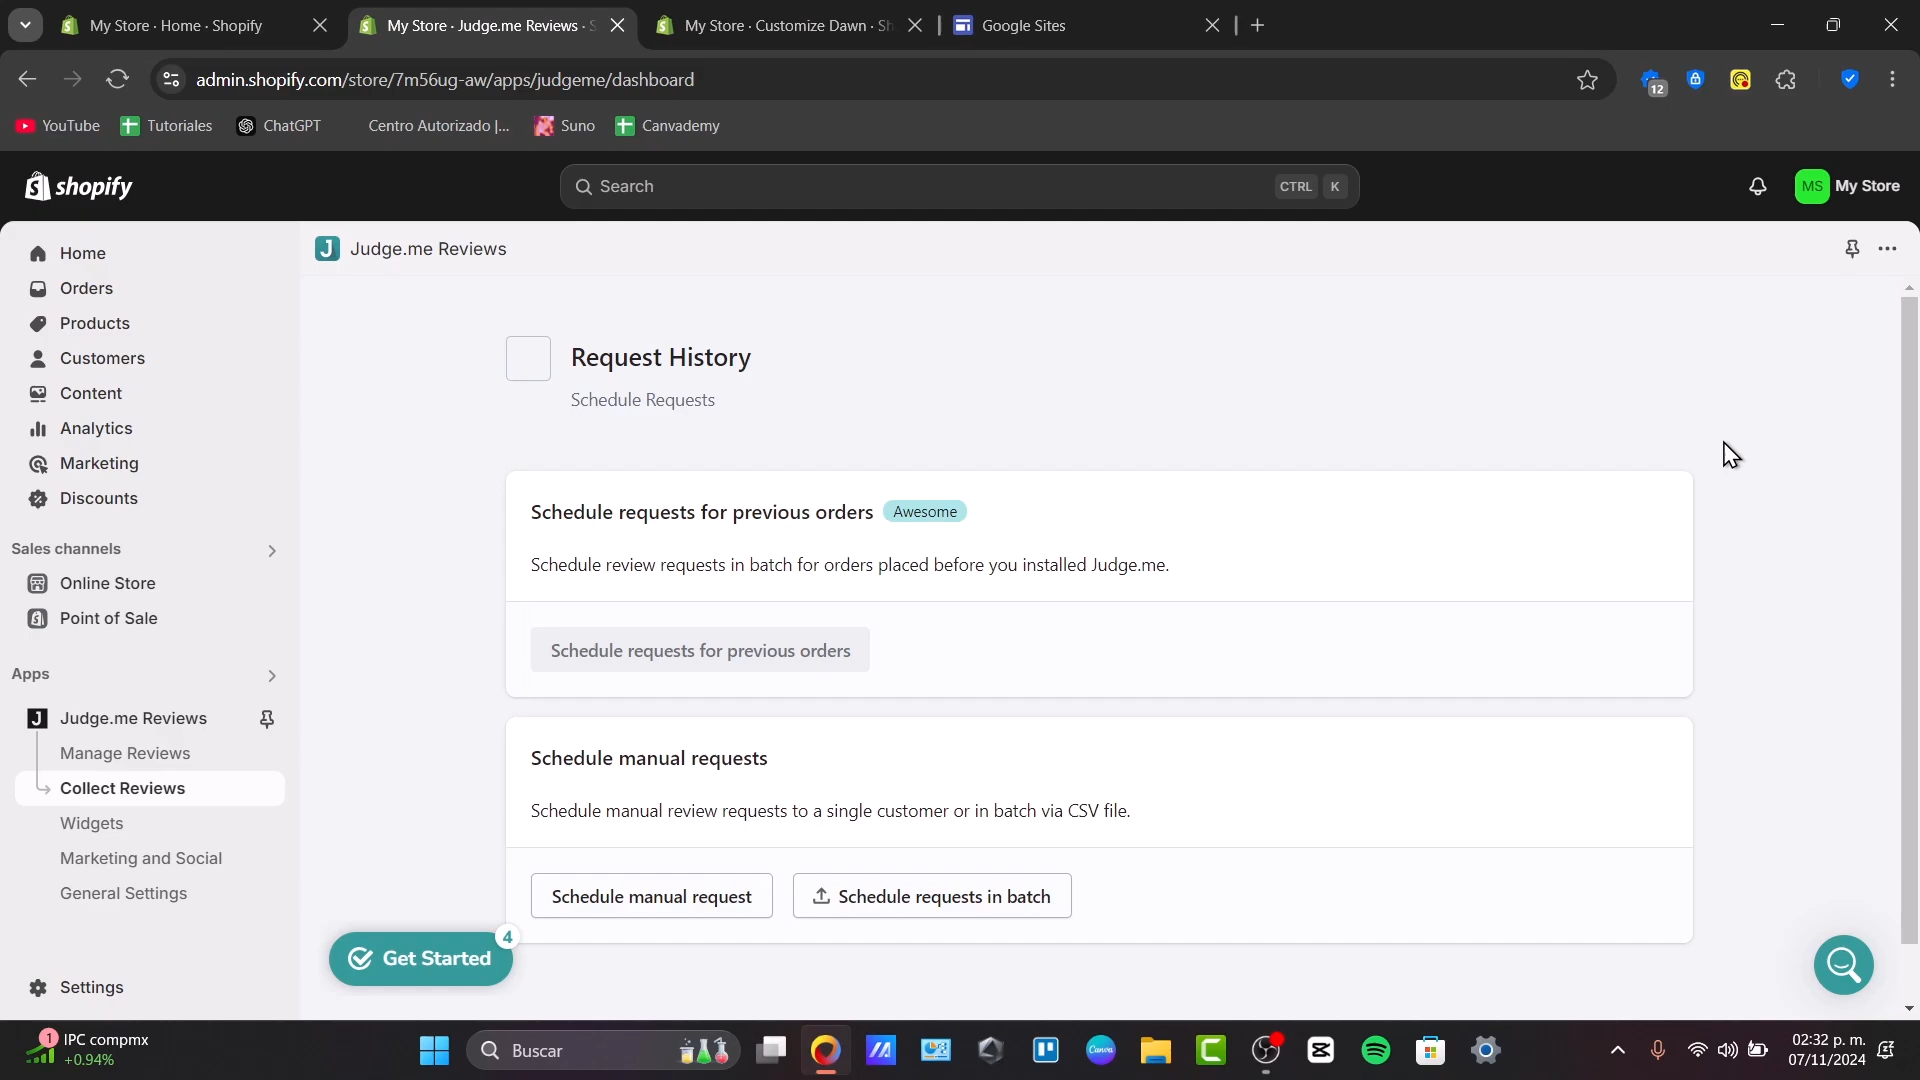 My Store · Home · Shopify
My Store · Judge.me Reviews · S
My Store · Customize Dawn · Sh
Google Sites
admin.shopify.com/store/7m56ug-aw/apps/judgeme/dashboard
12
YouTube
Tutoriales
ChatGPT
Centro Autorizado |...
Suno
Canvademy
shopify
Search
CTRL
K
MS
My Store
Home
Orders
Products
Customers
Content
Analytics
Marketing
Discounts
Sales channels
Online Store
Point of Sale
Apps
J
Judge.me Reviews
Manage Reviews
Collect Reviews
Widgets
Marketing and Social
General Settings
Settings
J
Judge.me Reviews
Request History
Schedule Requests
Schedule requests for previous orders
Awesome
Schedule review requests in batch for orders placed before you installed Judge.me.
Schedule requests for previous orders
Schedule manual requests
Schedule manual review requests to a single customer or in batch via CSV file.
Schedule manual request
Schedule requests in batch
4
Get Started
1
IPC compmx
+0.94%
Buscar
Canva
02:32 p. m.
07/11/2024